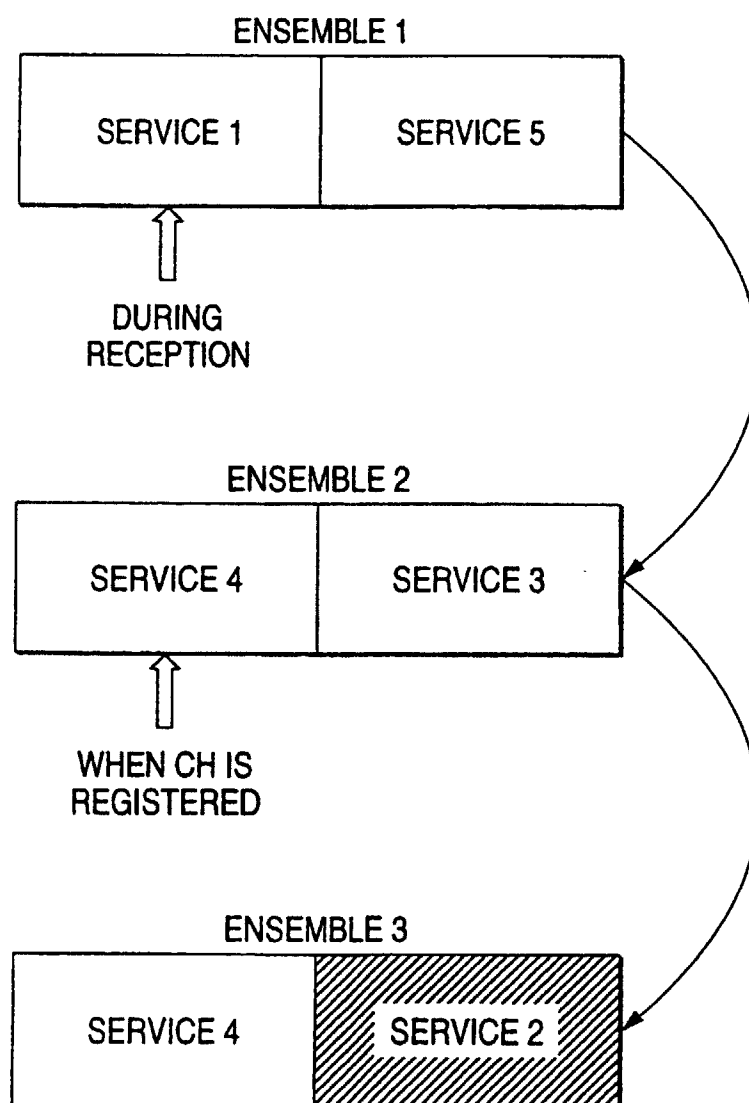 ENSEMBLE 1
SERVICE 1
SERVICE 5
DURING
RECEPTION
ENSEMBLE 2
SERVICE 4
SERVICE 3
WHEN CH IS
REGISTERED
ENSEMBLE 3
SERVICE 4
SERVICE 2